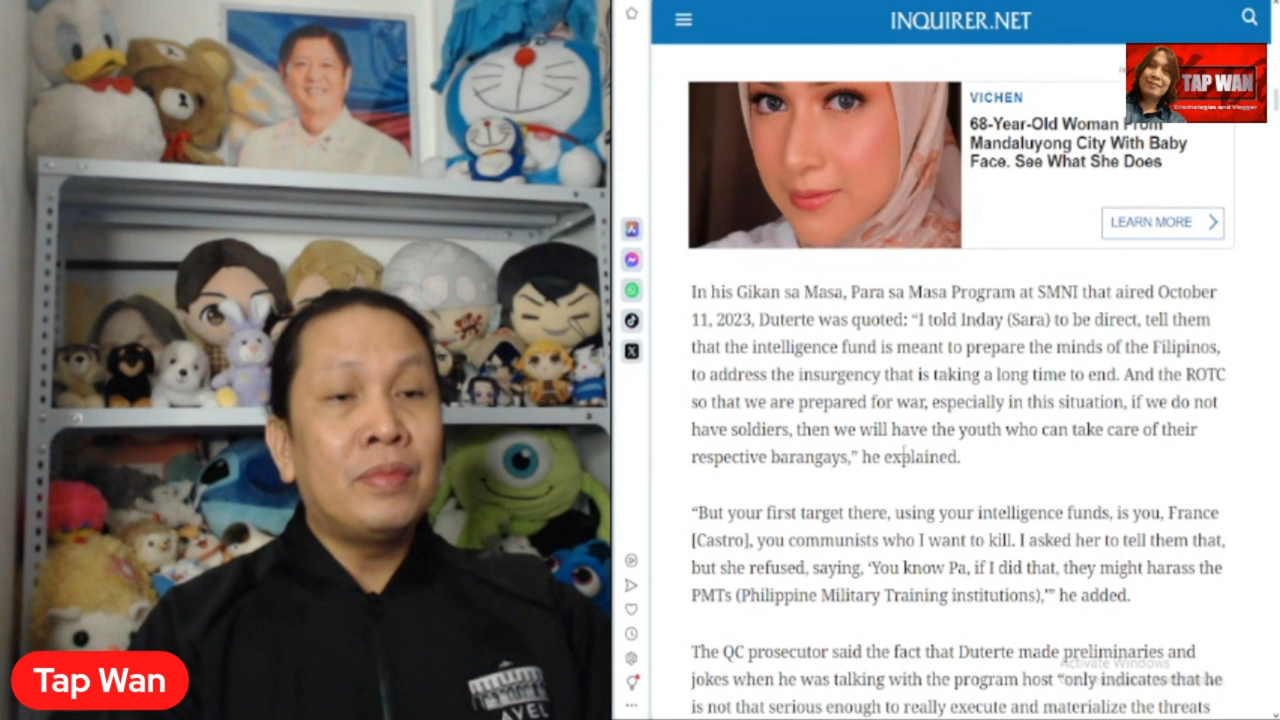 INQUIRER.NET
TAP WAN
Criminologist and Vlogger
VICHEN
68-Year-Old Woman From
Mandaluyong City With Baby
Face. See What She Does
LEARN MORE
In his Gikan sa Masa, Para sa Masa Program at SMNI that aired October
11, 2023, Duterte was quoted: “I told Inday (Sara) to be direct, tell them
that the intelligence fund is meant to prepare the minds of the Filipinos,
to address the insurgency that is taking a long time to end. And the ROTC
so that we are prepared for war, especially in this situation, if we do not
have soldiers, then we will have the youth who can take care of their
respective barangays,” he explained.
“But your first target there, using your intelligence funds, is you, France
[Castro], you communists who I want to kill. I asked her to tell them that,
but she refused, saying, ‘You know Pa, if I did that, they might harass the
PMTs (Philippine Military Training institutions),’” he added.
The QC prosecutor said the fact that Duterte made preliminaries and
jokes when he was talking with the program host “only indicates that he
is not that serious enough to really execute and materialize the threats
Activate Windows
Tap Wan